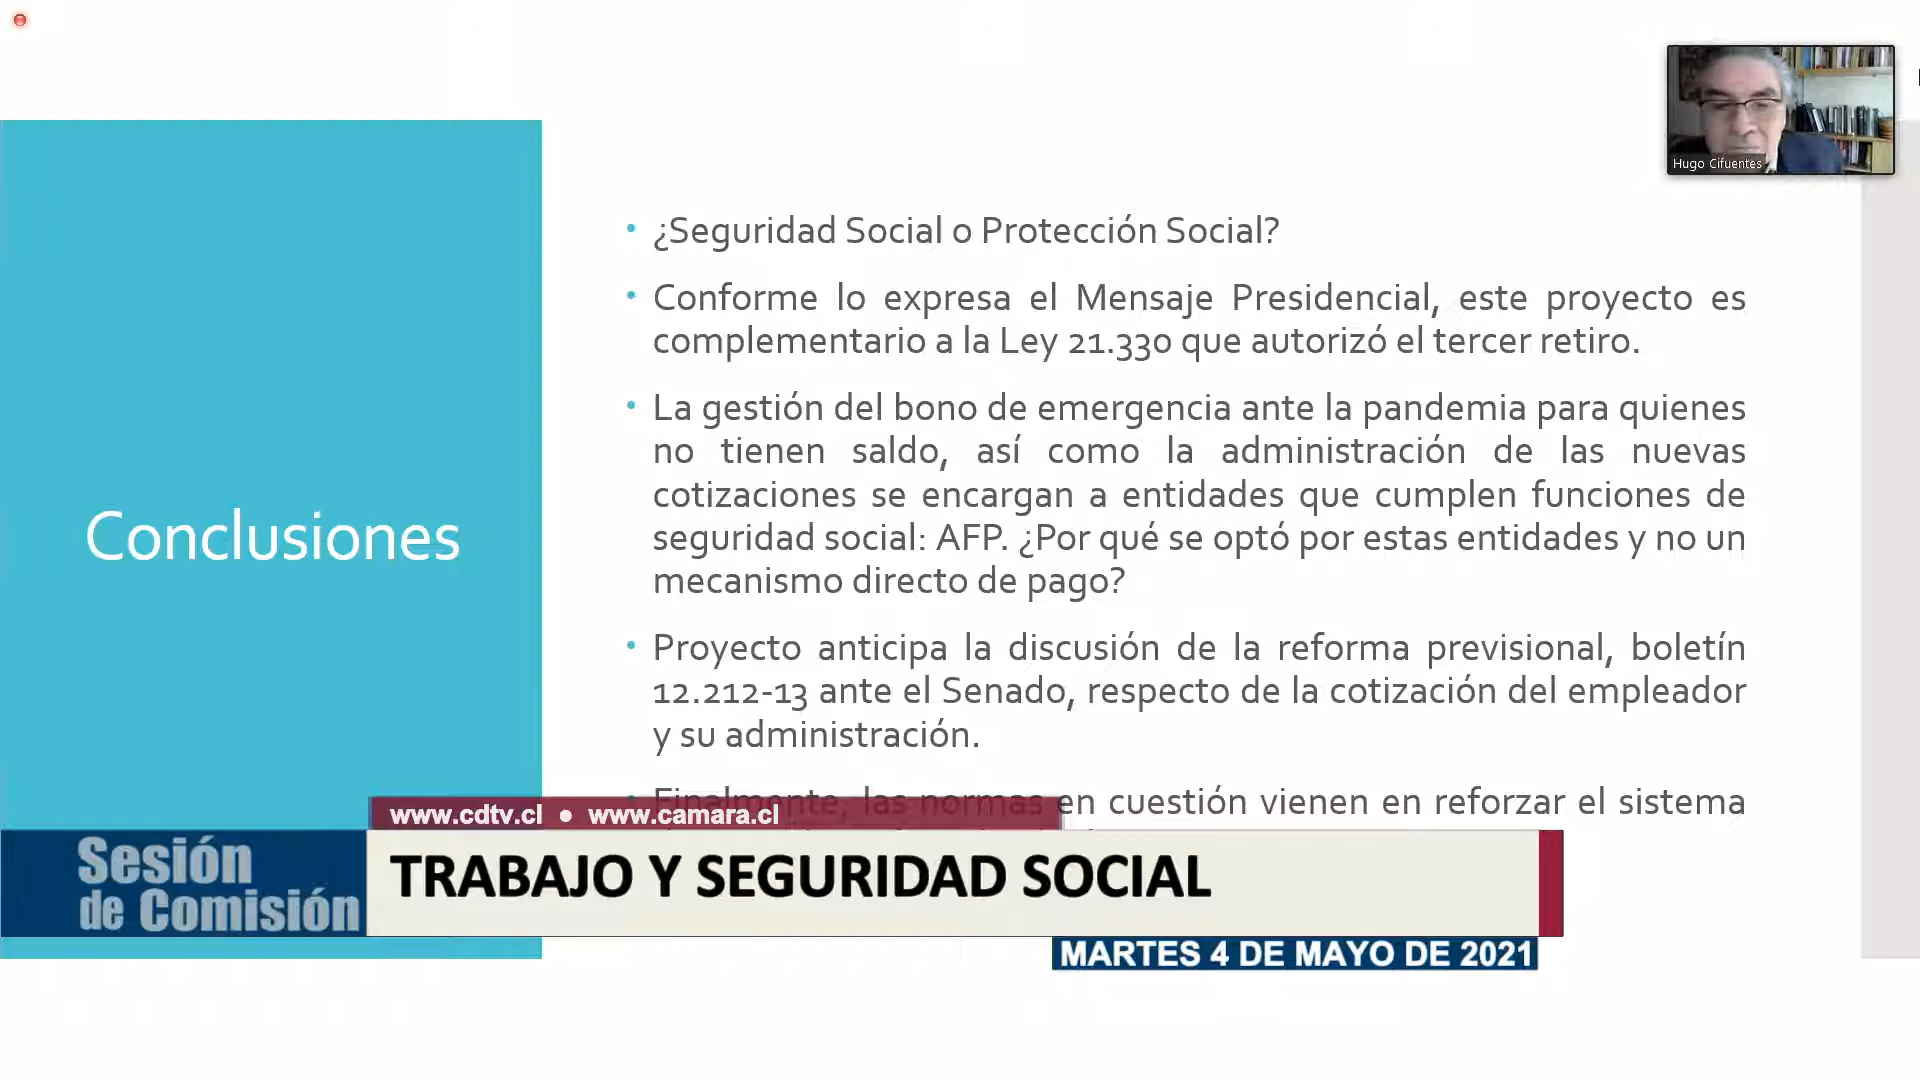 Hugo Cifuentes
Conclusiones
• ¿Seguridad Social o Protección Social?
• Conforme lo expresa el Mensaje Presidencial, este proyecto es
complementario a la Ley 21.330 que autorizó el tercer retiro.
• La gestión del bono de emergencia ante la pandemia para quienes
no tienen saldo, así como la administración de las nuevas
cotizaciones se encargan a entidades que cumplen funciones de
seguridad social: AFP. ¿Por qué se optó por estas entidades y no un
mecanismo directo de pago?
• Proyecto anticipa la discusión de la reforma previsional, boletín
12.212-13 ante el Senado, respecto de la cotización del empleador
y su administración.
• Finalmente, las normas en cuestión vienen en reforzar el sistema
www.cdtv.cl ● www.camara.cl
Sesión
de Comisión
TRABAJO Y SEGURIDAD SOCIAL
MARTES 4 DE MAYO DE 2021